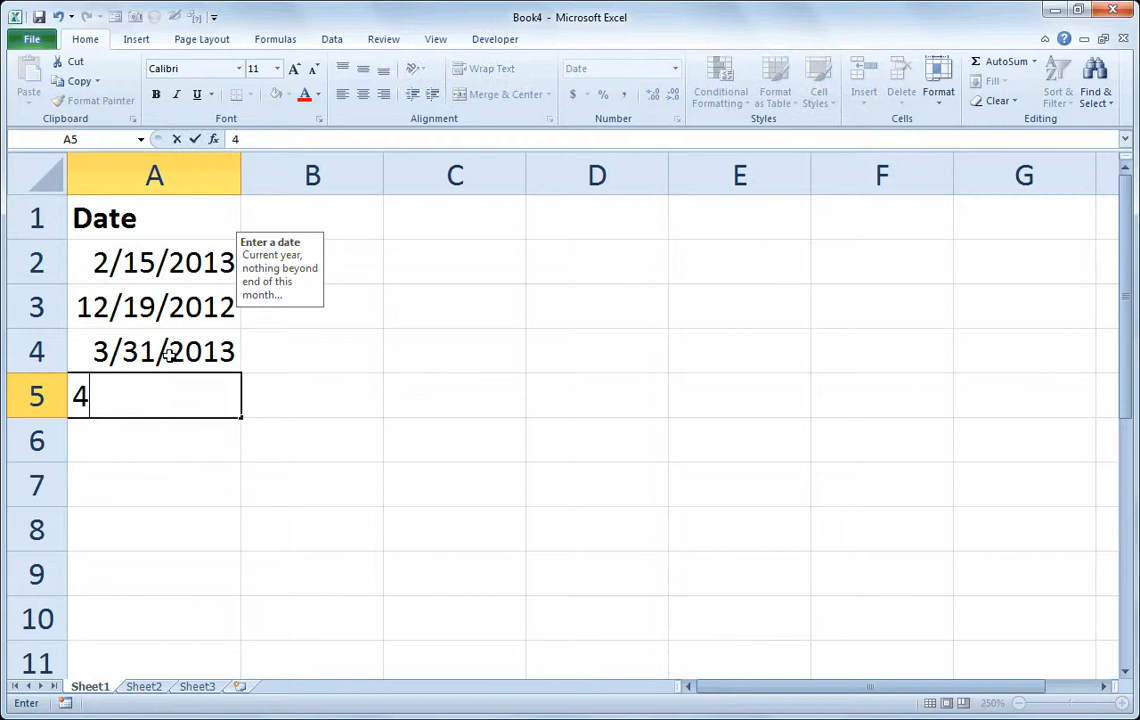 Book4 - Microsoft Excel
File Home Insert Page Layout Formulas Data Review View Developer
Paste
Cut
Copy
Format Painter
Clipboard
Calibri 11
B I U
Font
Wrap Text
Merge & Center
Alignment
Date
$ % ,
Number
Conditional Formatting
Format as Table
Cell Styles
Styles
Insert Delete Format
Cells
AutoSum
Fill
Clear
Sort & Filter
Find & Select
Editing
A5 fx 4
A B C D E F G
1 Date
2 2/15/2013
3 12/19/2012
4 3/31/2013
5 4
6
7
8
9
10
11
Enter a date
Current year,
nothing beyond
end of this
month...
Sheet1 Sheet2 Sheet3
Enter 250%